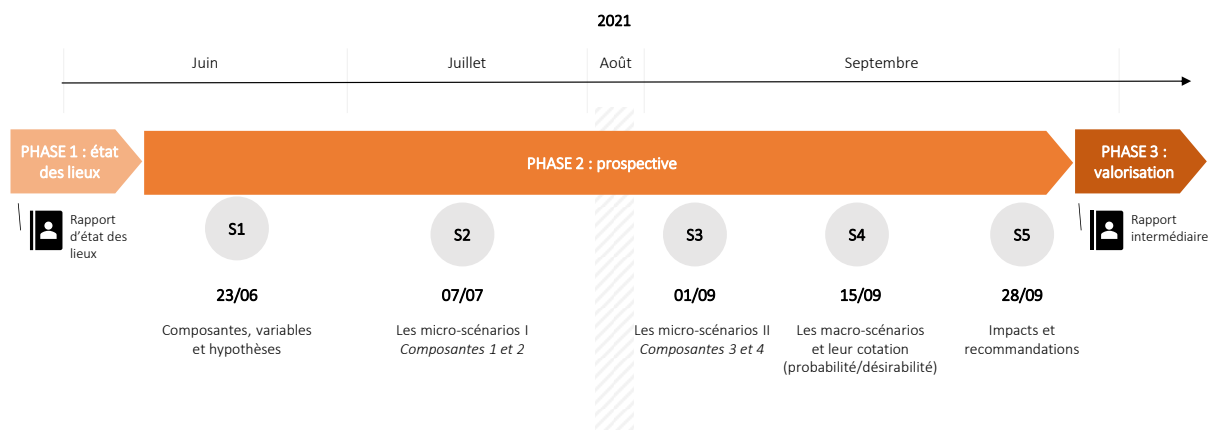 2021
Juin
Juillet
Août
Septembre
PHASE 1 : état
des lieux
PHASE 2 : prospective
PHASE 3 :
valorisation
Rapport
d’état des
lieux
S1
S2
S3
S4
S5
Rapport
intermédiaire
23/06
07/07
01/09
15/09
28/09
Composantes, variables
et hypothèses
Les micro-scénarios I
Composantes 1 et 2
Les micro-scénarios II
Composantes 3 et 4
Les macro-scénarios
et leur cotation
(probabilité/désirabilité)
Impacts et
recommandations